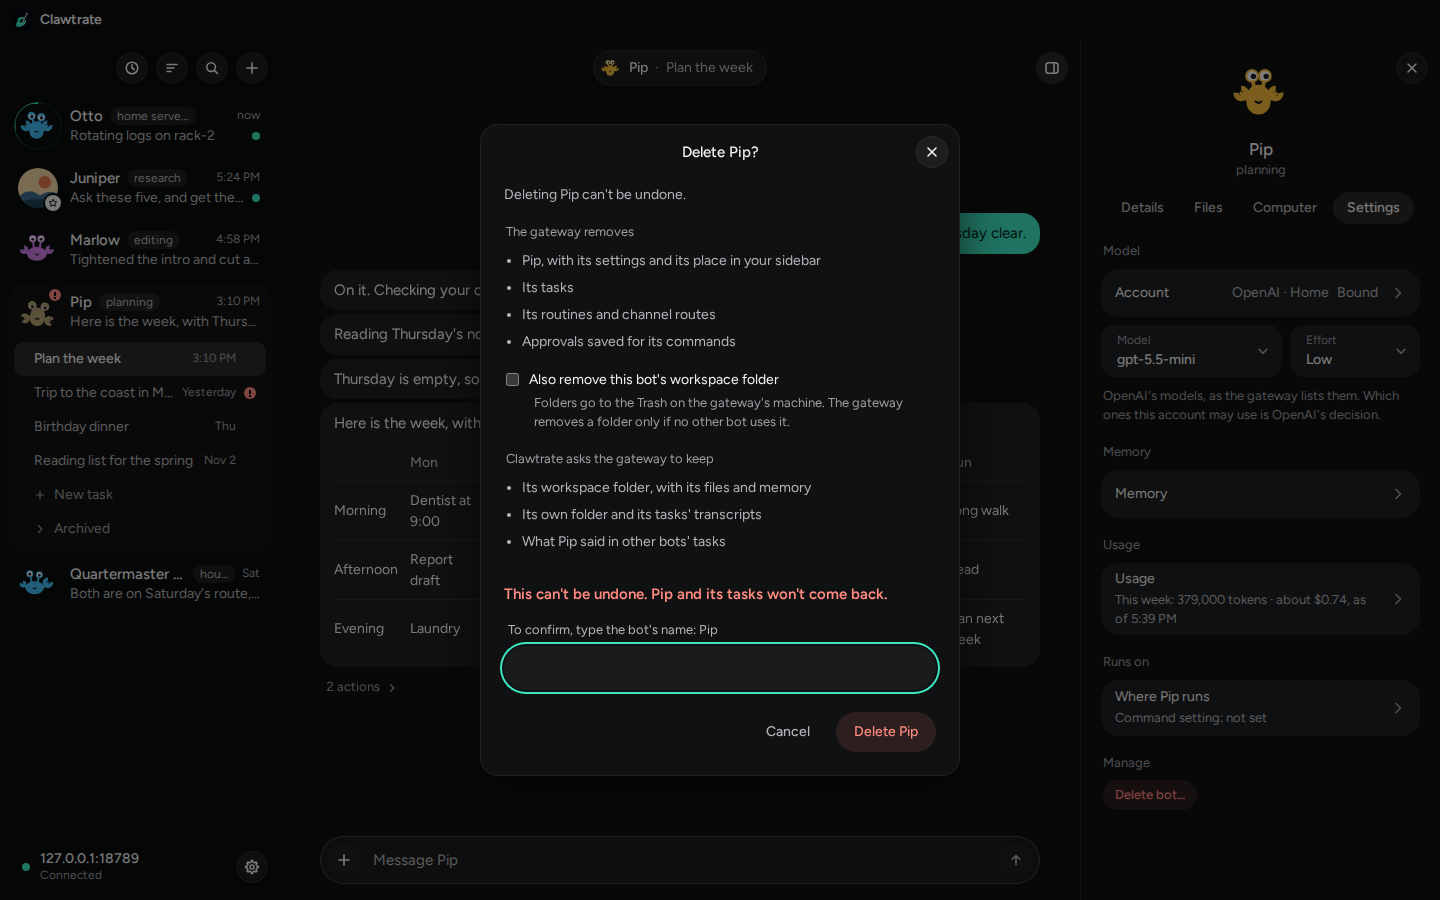 Clawtrate
Otto home serve... now
Rotating logs on rack-2
Juniper research 5:24 PM
Ask these five, and get the...
Marlow editing 4:58 PM
Tightened the intro and cut a...
Pip planning 3:10 PM
Here is the week, with Thurs...
Plan the week 3:10 PM
Trip to the coast in M... Yesterday
Birthday dinner Thu
Reading list for the spring Nov 2
New task
Archived
Quartermaster ... hou... Sat
Both are on Saturday's route,...
127.0.0.1:18789
Connected
Pip · Plan the week
sday clear.
On it. Checking your c
Reading Thursday's no
Thursday is empty, so
Here is the week, with
Mon un
Morning Dentist at 9:00 ong walk
Afternoon Report draft ead
Evening Laundry an next eek
2 actions
Message Pip
Delete Pip?
Deleting Pip can't be undone.
The gateway removes
• Pip, with its settings and its place in your sidebar
• Its tasks
• Its routines and channel routes
• Approvals saved for its commands
Also remove this bot's workspace folder
Folders go to the Trash on the gateway's machine. The gateway
removes a folder only if no other bot uses it.
Clawtrate asks the gateway to keep
• Its workspace folder, with its files and memory
• Its own folder and its tasks' transcripts
• What Pip said in other bots' tasks
This can't be undone. Pip and its tasks won't come back.
To confirm, type the bot's name: Pip
Cancel Delete Pip
Pip
planning
Details Files Computer Settings
Model
Account OpenAI · Home Bound
Model Effort
gpt-5.5-mini Low
OpenAI's models, as the gateway lists them. Which
ones this account may use is OpenAI's decision.
Memory
Memory
Usage
Usage
This week: 379,000 tokens · about $0.74, as
of 5:39 PM
Runs on
Where Pip runs
Command setting: not set
Manage
Delete bot...